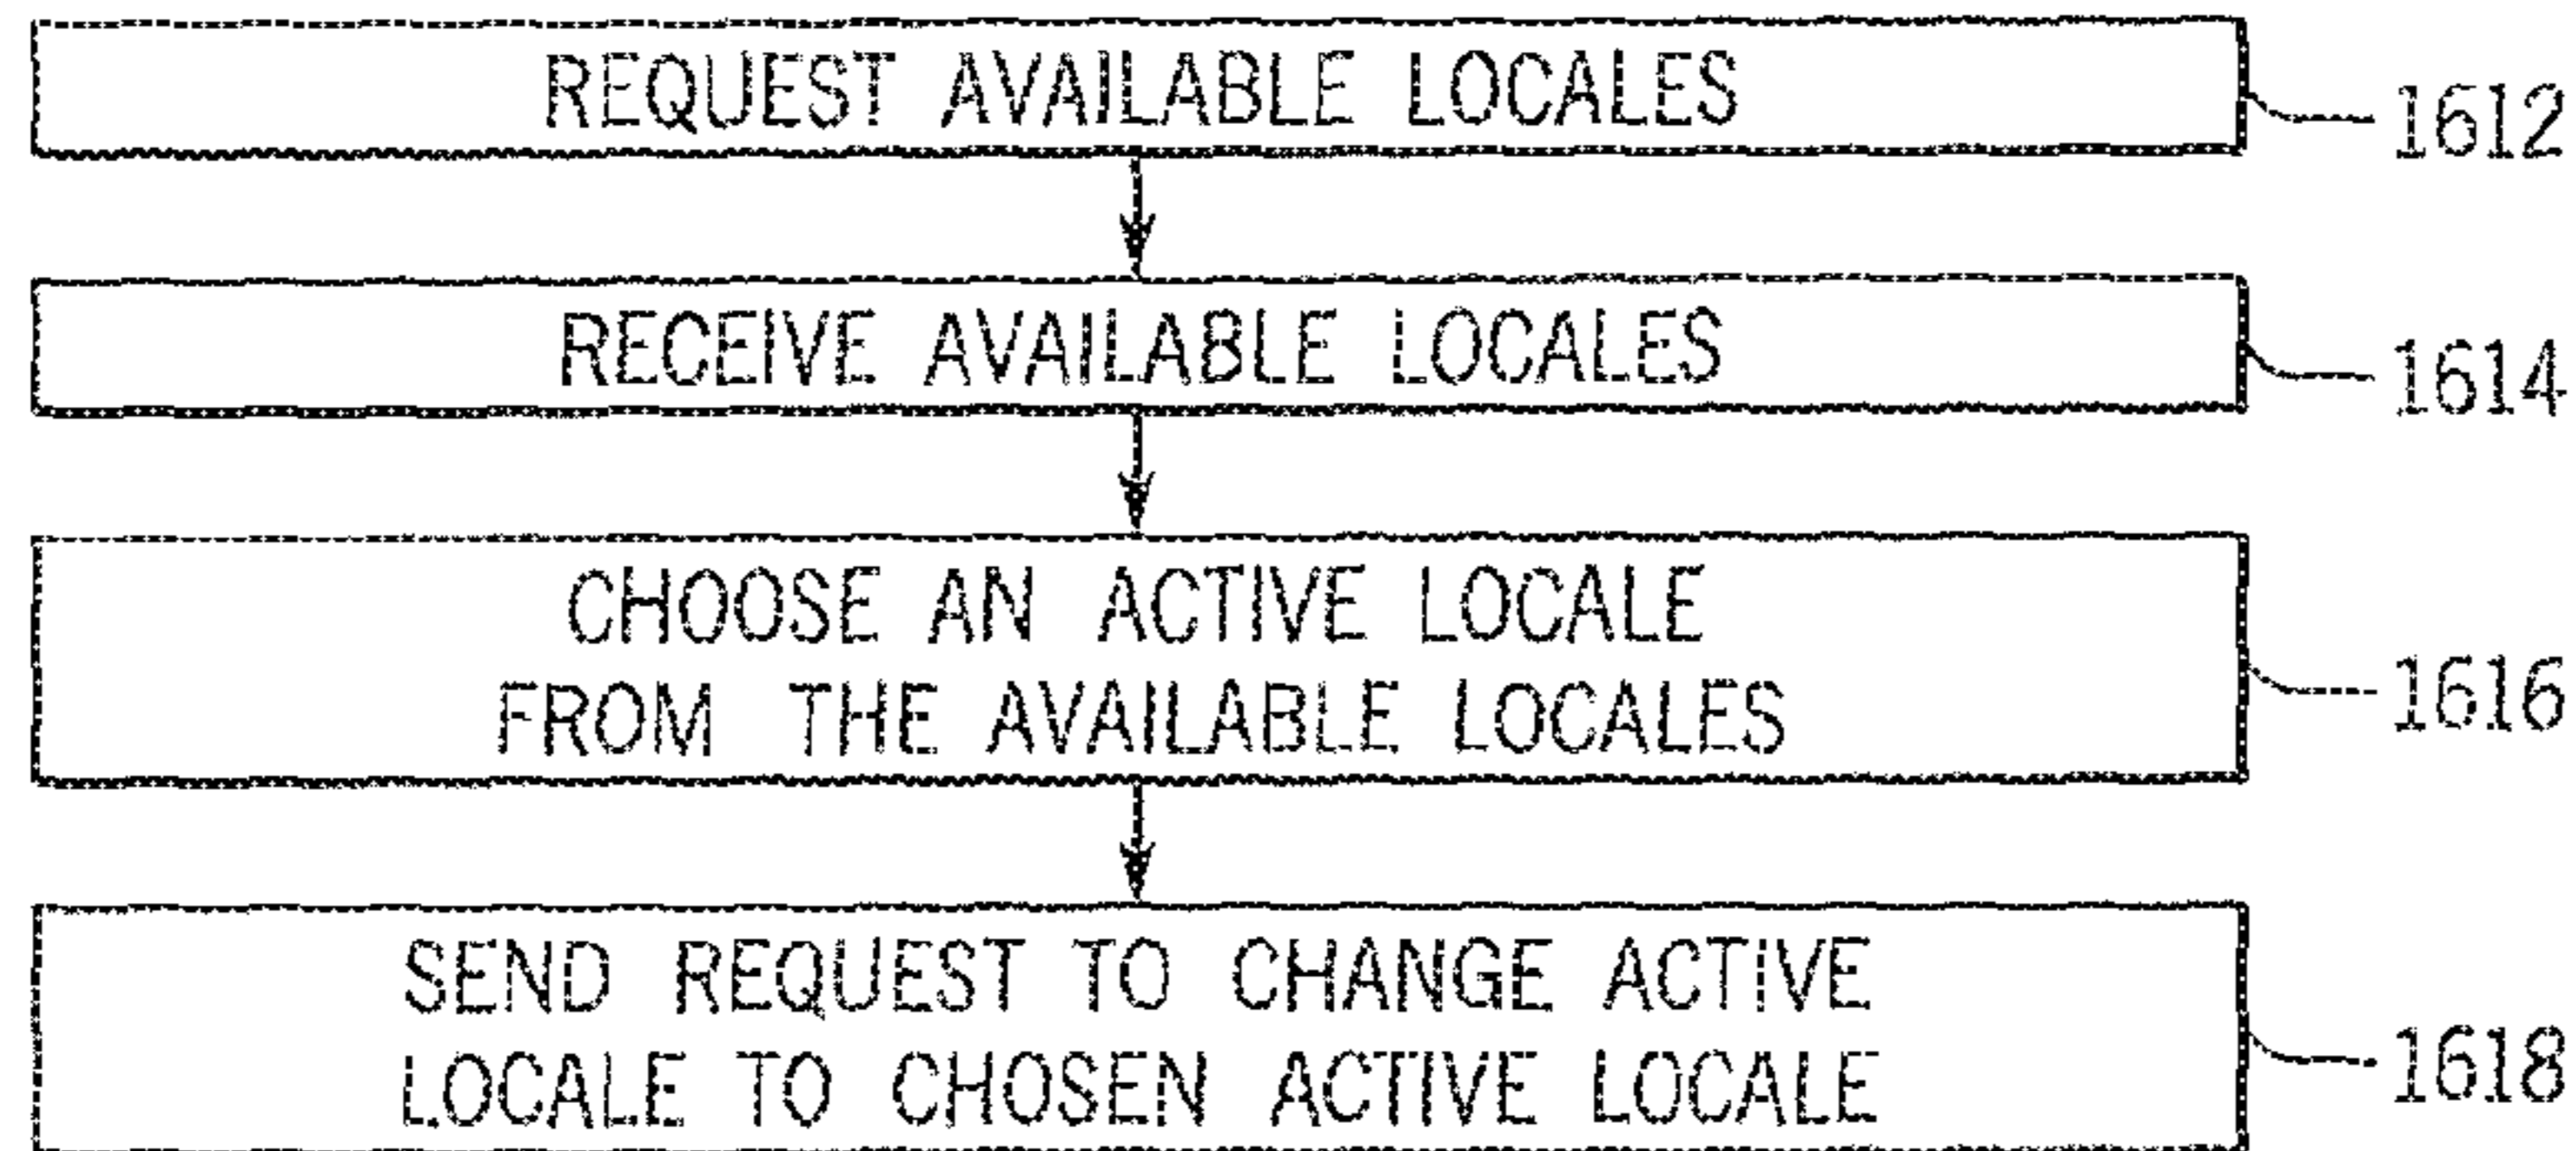 REQUEST AVAILABLE LOCALES
1612
RECEIVE AVAILABLE LOCALES
1614
CHOOSE AN ACTIVE LOCALE
FROM THE AVAILABLE LOCALES
1616
SEND REQUEST TO CHANGE ACTIVE
LOCALE TO CHOSEN ACTIVE LOCALE
1618